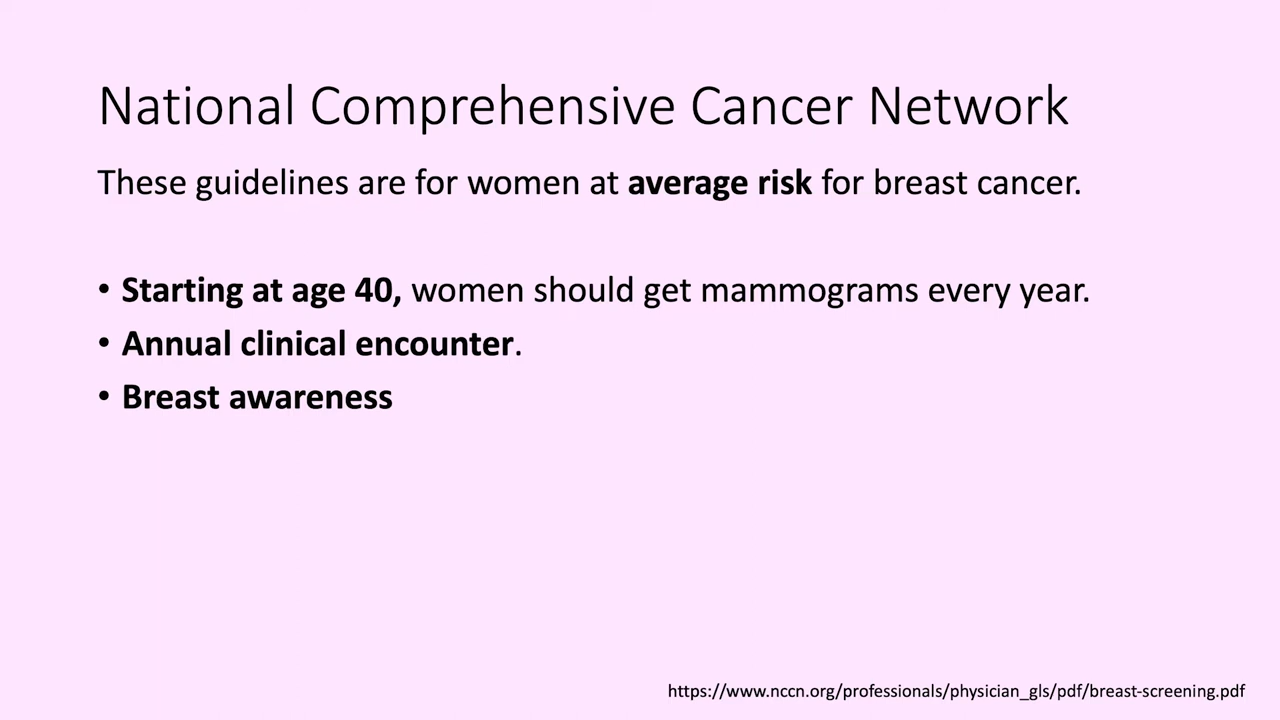 National Comprehensive Cancer Network
These guidelines are for women at average risk for breast cancer.
• Starting at age 40, women should get mammograms every year.
• Annual clinical encounter.
• Breast awareness
https://www.nccn.org/professionals/physician_gls/pdf/breast-screening.pdf